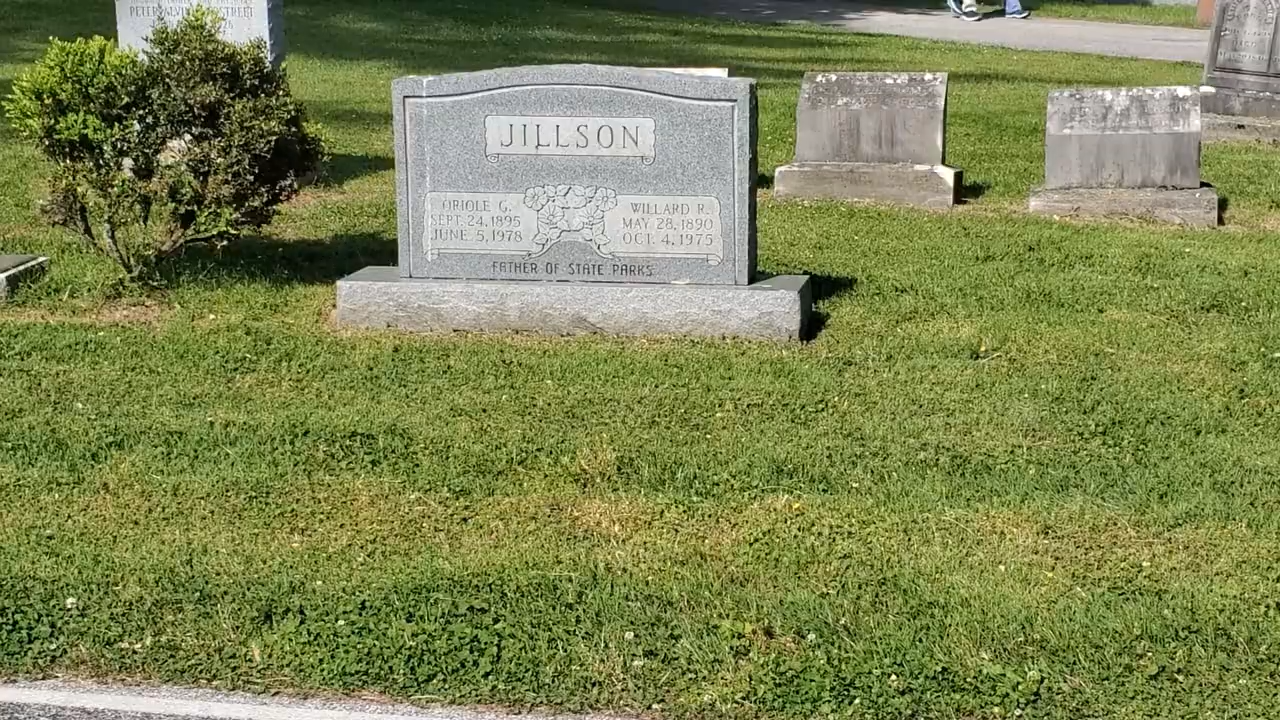 JILLSON
ORIOLE G.
SEPT. 24, 1895
JUNE 5, 1978
WILLARD R.
MAY 28, 1890
OCT. 4, 1975
FATHER OF STATE PARKS